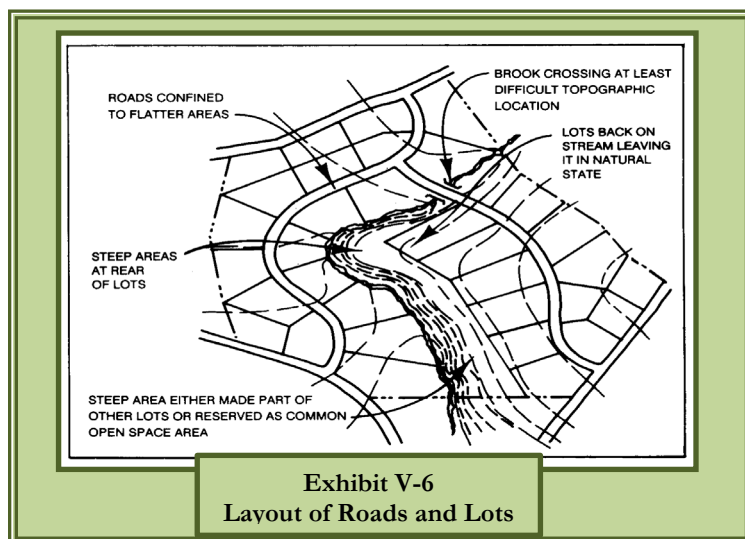 ROADS CONFINED
TO FLATTER AREAS
BROOK CROSSING AT LEAST
DIFFICULT TOPOGRAPHIC
LOCATION
LOTS BACK ON
STREAM LEAVING
IT IN NATURAL
STATE
STEEP AREAS
AT REAR
OF LOTS
STEEP AREA EITHER MADE PART OF
OTHER LOTS OR RESERVED AS COMMON
OPEN SPACE AREA
Exhibit V-6
Layout of Roads and Lots